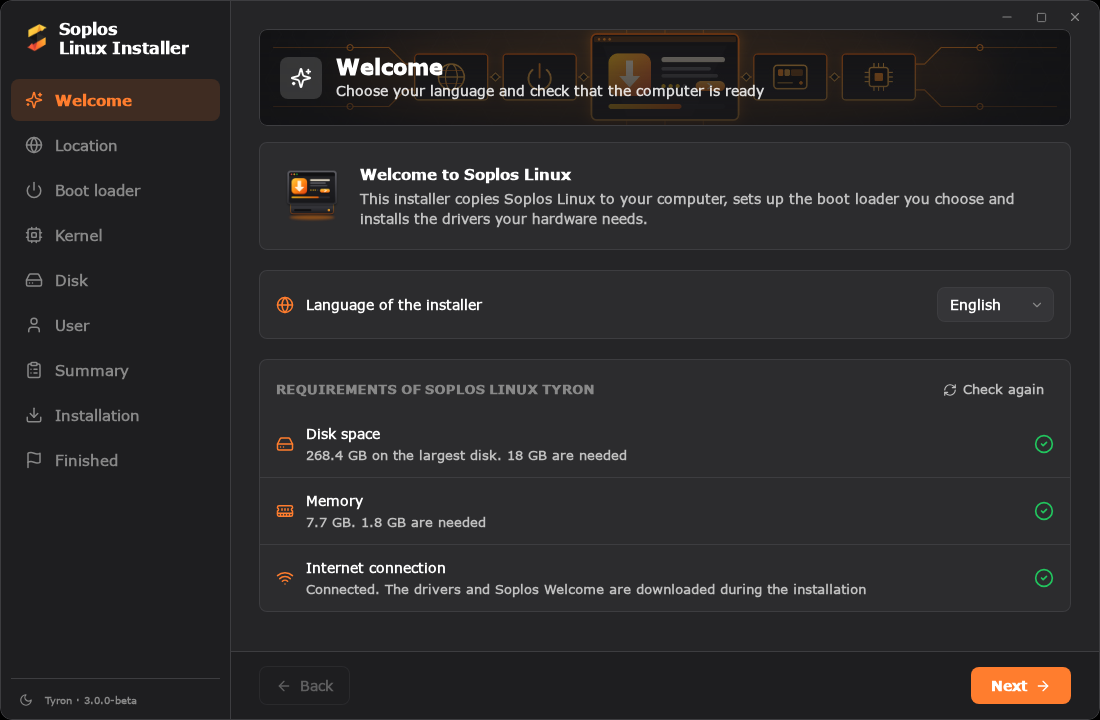 Soplos
Linux Installer
Welcome
Location
Boot loader
Kernel
Disk
User
Summary
Installation
Finished
Tyron · 3.0.0-beta
Welcome
Choose your language and check that the computer is ready
Welcome to Soplos Linux
This installer copies Soplos Linux to your computer, sets up the boot loader you choose and
installs the drivers your hardware needs.
Language of the installer
English
REQUIREMENTS OF SOPLOS LINUX TYRON
Check again
Disk space
268.4 GB on the largest disk. 18 GB are needed
Memory
7.7 GB. 1.8 GB are needed
Internet connection
Connected. The drivers and Soplos Welcome are downloaded during the installation
Back
Next